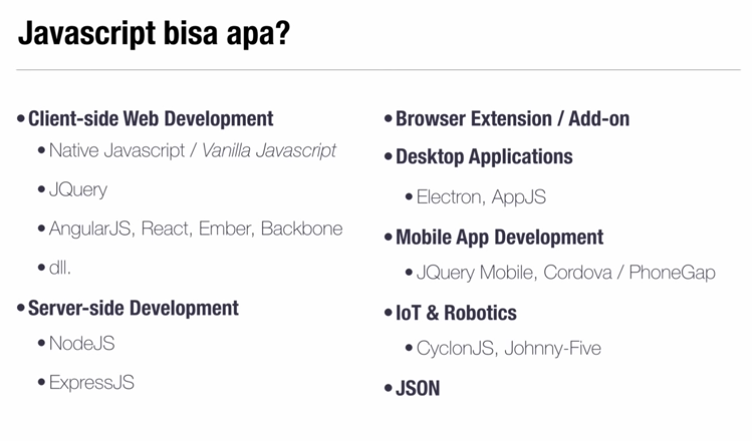 Javascript bisa apa?
• Client-side Web Development
• Native Javascript / Vanilla Javascript
• JQuery
• AngularJS, React, Ember, Backbone
• dll.
• Server-side Development
• NodeJS
• ExpressJS
• Browser Extension / Add-on
• Desktop Applications
• Electron, AppJS
• Mobile App Development
• JQuery Mobile, Cordova / PhoneGap
• IoT & Robotics
• CyclonJS, Johnny-Five
• JSON